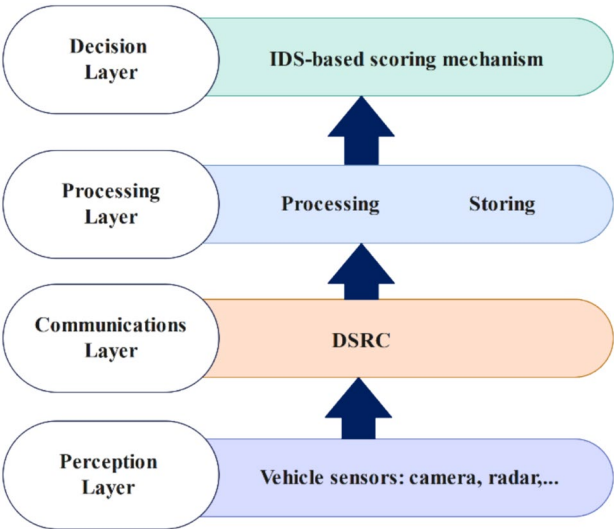 Decision
Layer
IDS-based scoring mechanism
Processing
Layer
Processing
Storing
Communications
Layer
DSRC
Perception
Layer
Vehicle sensors: camera, radar,...